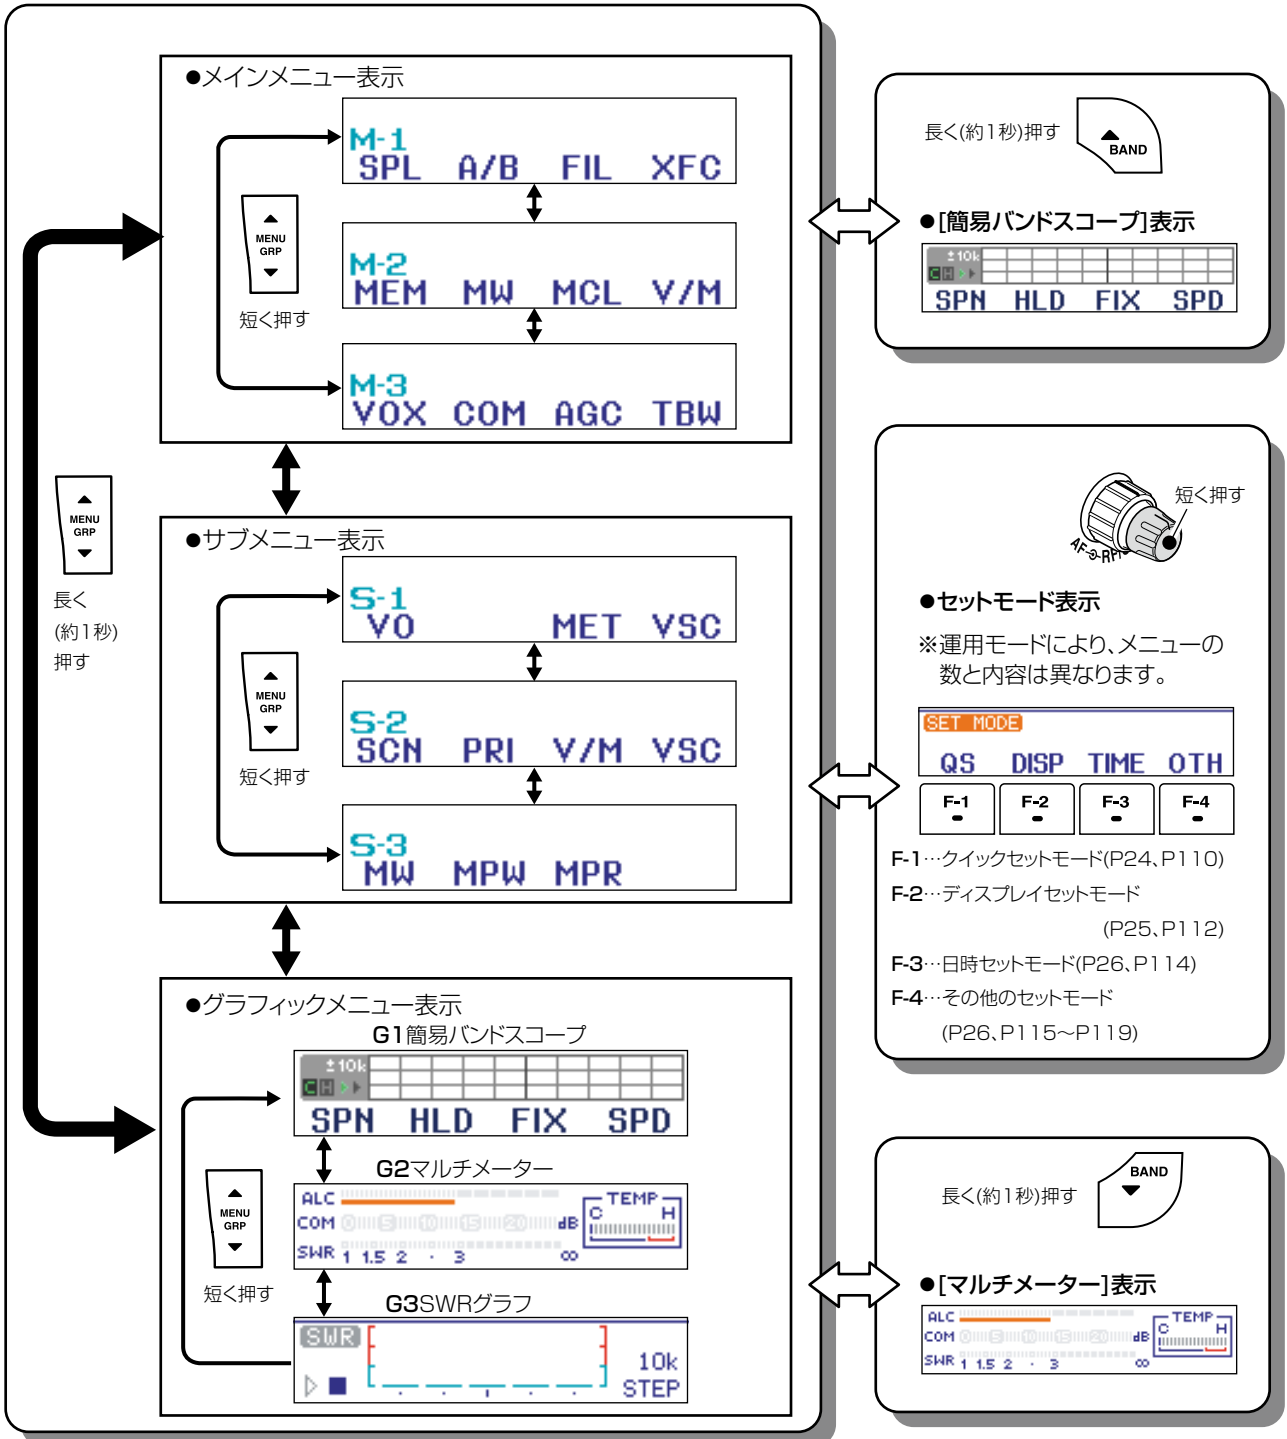 ●メインメニュー表示
M-1
SPL A/B FIL XFC
MENU
GRP
短く押す
M-2
MEM MW MCL V/M
M-3
VOX COM AGC TBW
MENU
GRP
長く
(約1秒)
押す
●サブメニュー表示
S-1
VO MET VSC
MENU
GRP
短く押す
S-2
SCN PRI V/M VSC
S-3
MW MPW MPR
●グラフィックメニュー表示
G1簡易バンドスコープ
±10k
C H
SPN HLD FIX SPD
MENU
GRP
短く押す
G2マルチメーター
ALC
COM 0 5 10 15 20 dB
SWR 1 1.5 2 · 3 ∞
TEMP
C H
G3SWRグラフ
SWR
10k
STEP
長く(約1秒)押す
BAND
●[簡易バンドスコープ]表示
±10k
C H
SPN HLD FIX SPD
短く押す
●セットモード表示
※運用モードにより、メニューの
数と内容は異なります。
SET MODE
QS DISP TIME OTH
F-1 F-2 F-3 F-4
F-1…クイックセットモード(P24、P110)
F-2…ディスプレイセットモード
(P25、P112)
F-3…日時セットモード(P26、P114)
F-4…その他のセットモード
(P26、P115～P119)
長く(約1秒)押す
BAND
●[マルチメーター]表示
ALC
COM 0 5 10 15 20 dB
SWR 1 1.5 2 · 3 ∞
TEMP
C H